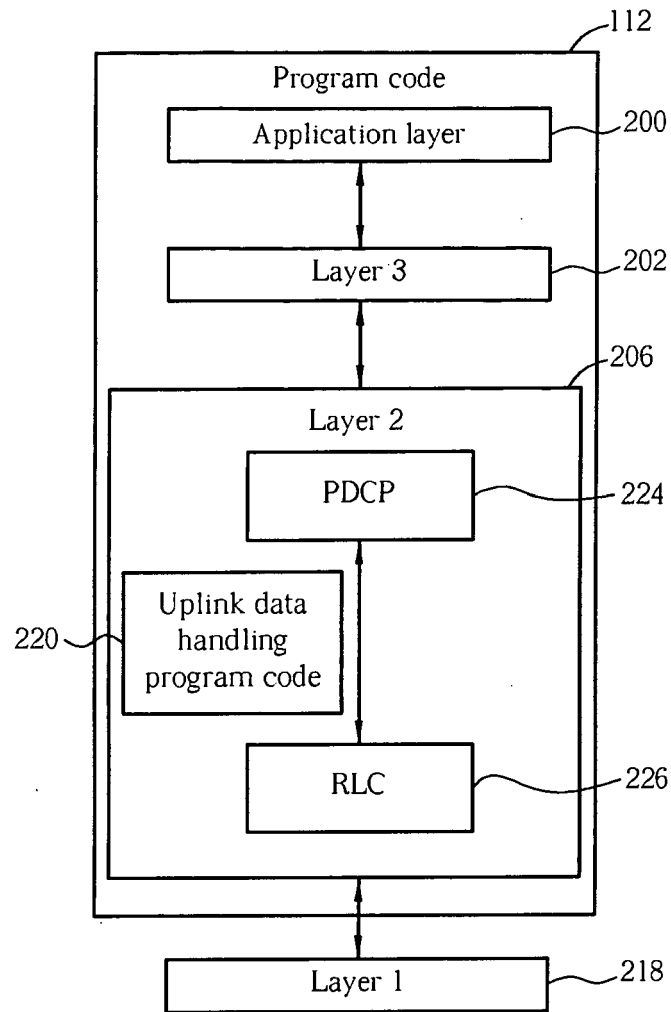 112
Program code
Application layer
200
Layer 3
202
206
Layer 2
PDCP
224
Uplink data
handling
program code
220
RLC
226
Layer 1
218